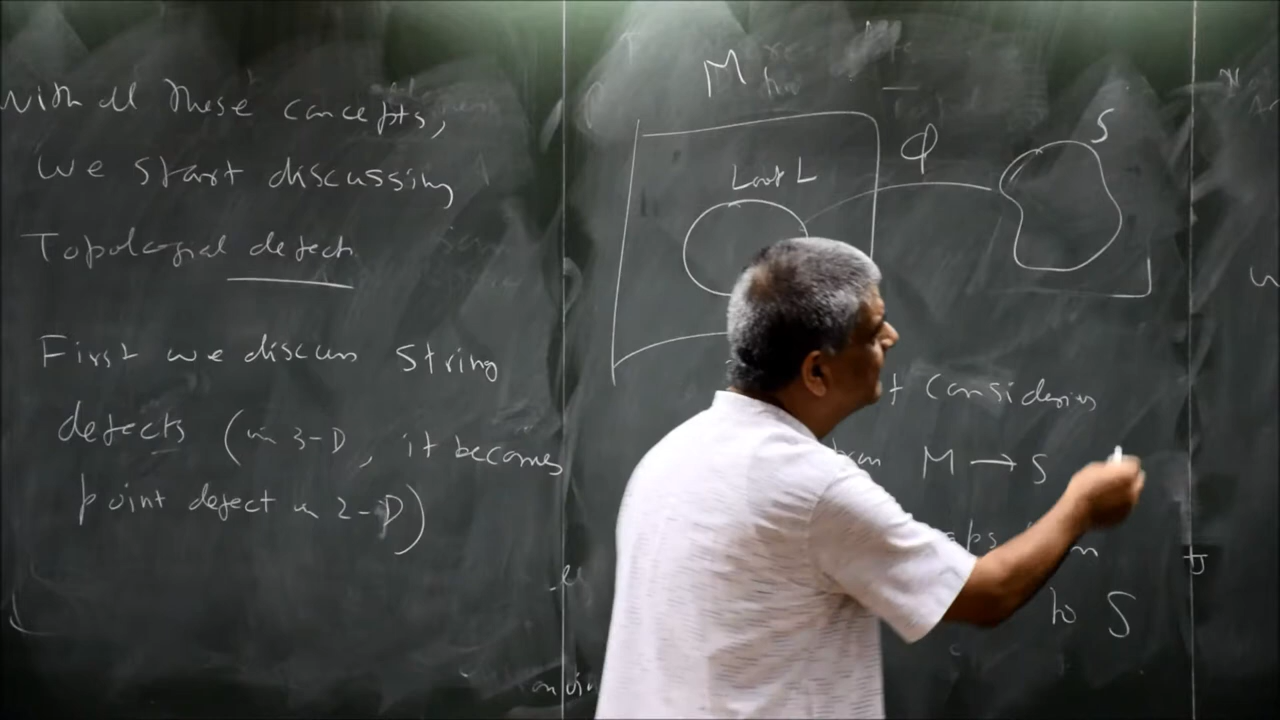 with all these concepts,
we start discussing
Topological defects
First we discuss string
defects (in 3-D, it becomes
point defect in 2-D)
M
S
φ
Loop L
considering
M → S
to S